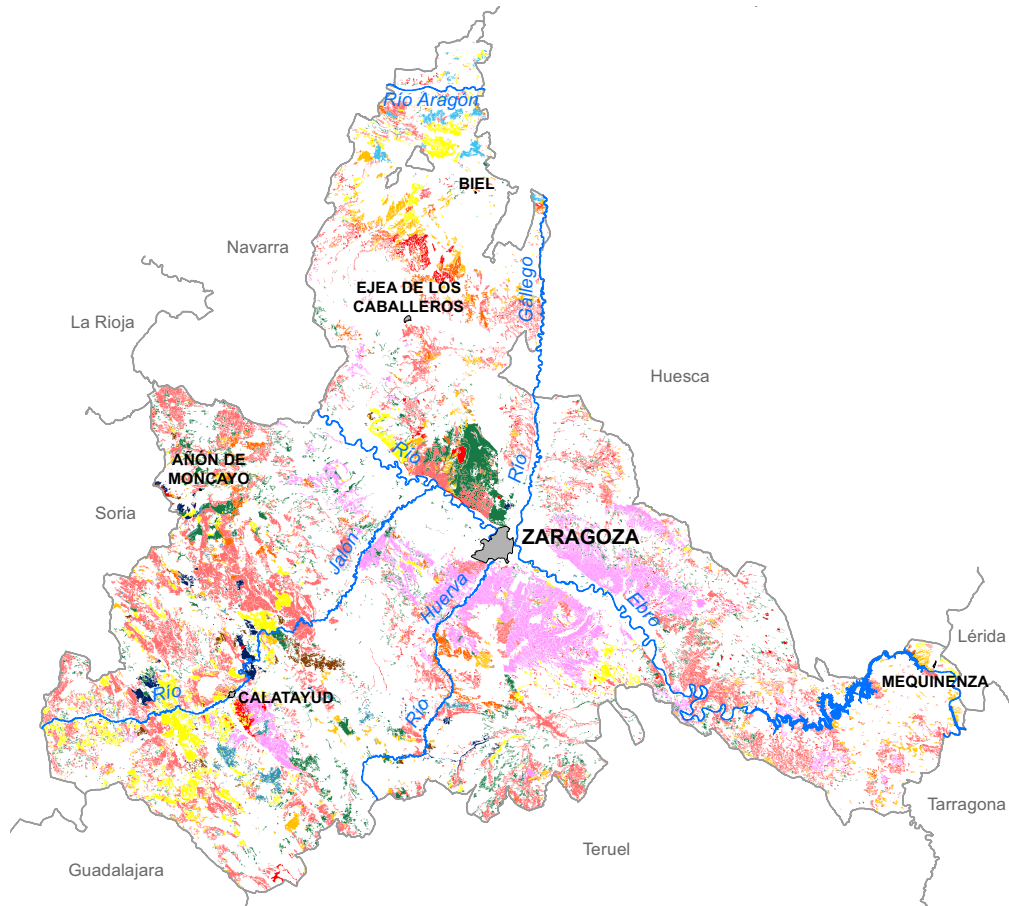 Río Aragón
BIEL
Navarra
Gállego
EJEA DE LOS
CABALLEROS
La Rioja
Huesca
Río
AÑÓN DE
MONCAYO
Río
Soria
ZARAGOZA
Jalón
Huerva
Ebro
Lérida
MEQUINENZA
Río
CALATAYUD
Río
Tarragona
Teruel
Guadalajara